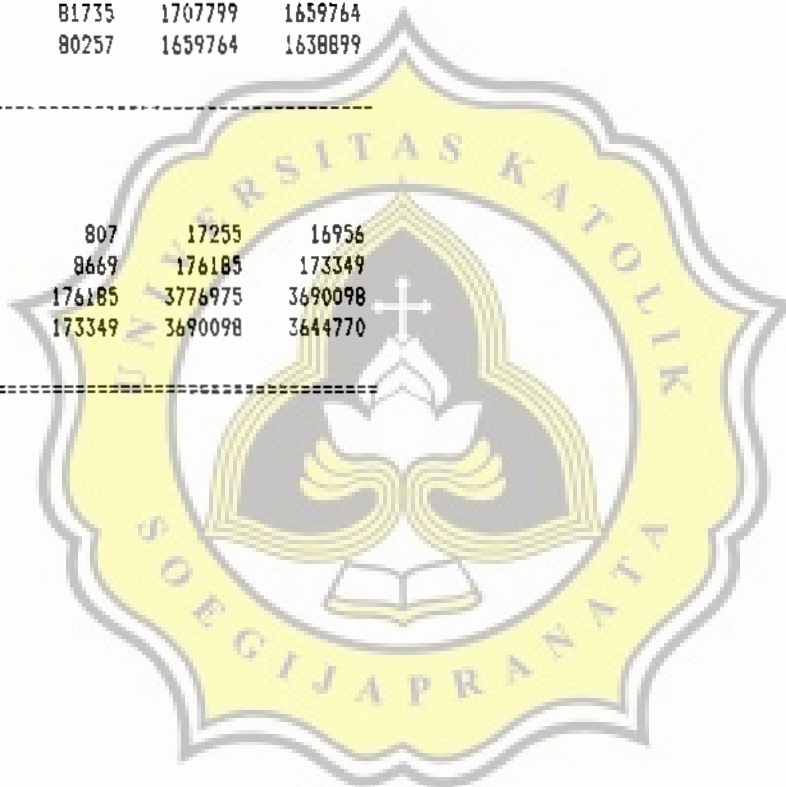 81735 1707799 1659764
80257 1659764 1638899
807 17255 16956
8669 176185 173349
176185 3776975 3690098
173349 3690098 3644770
UNIVERSITAS KATOLIK
SOEGIJAPRANATA